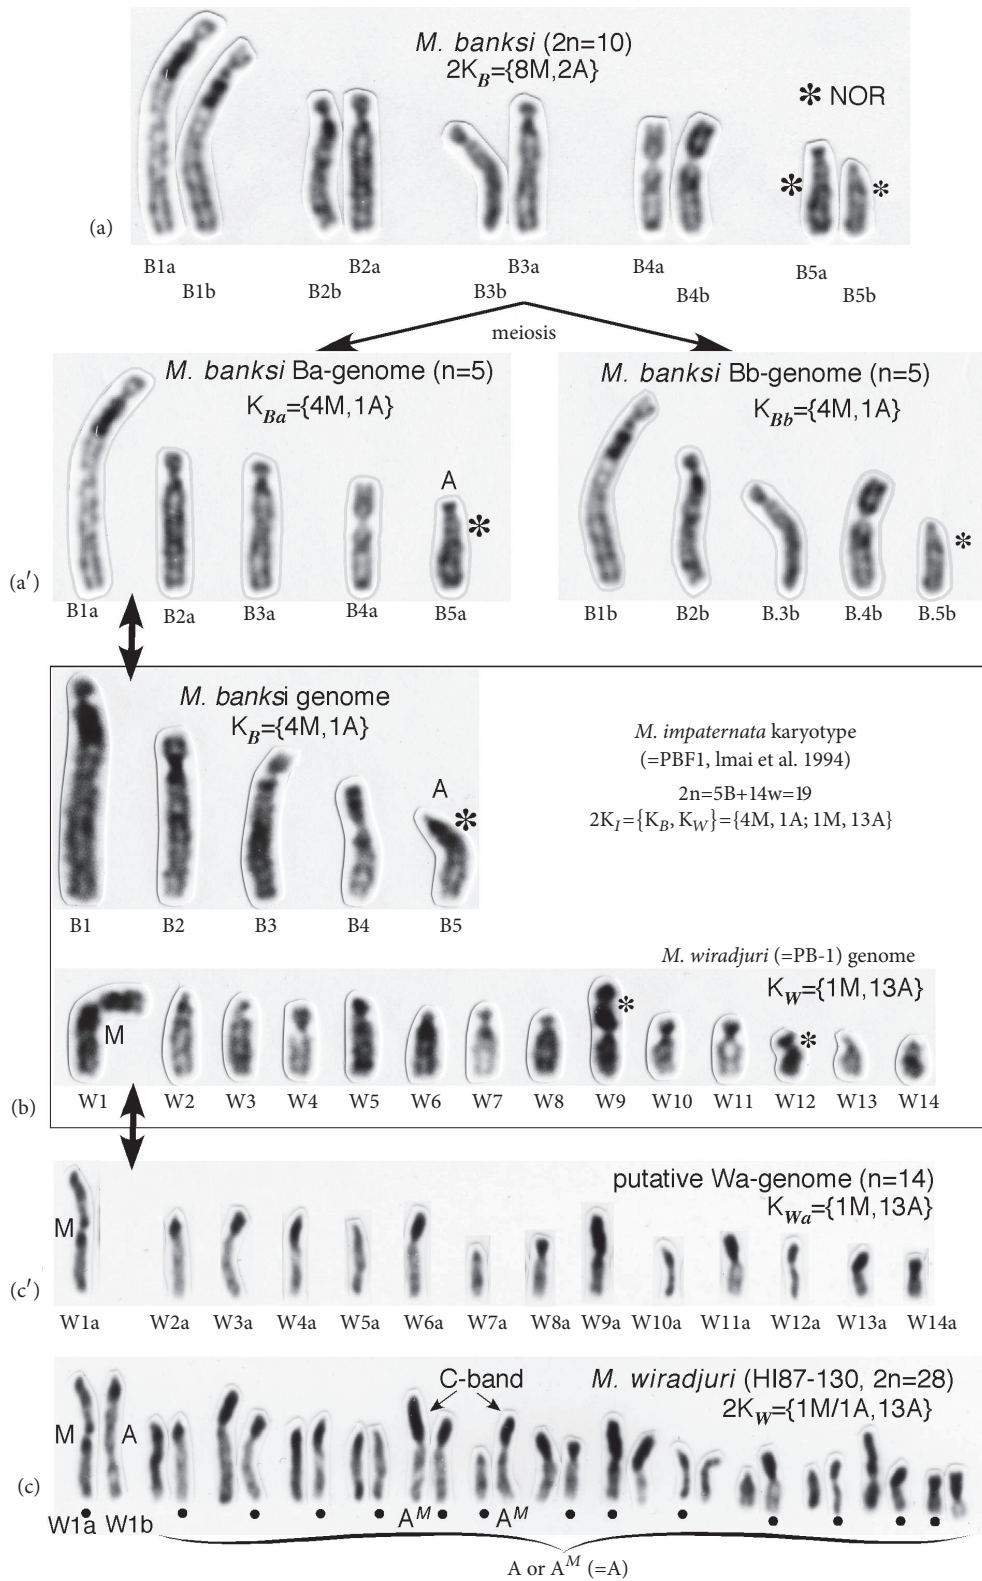 M. banksi (2n=10)
2K_B={8M,2A}
* NOR
(a)
B1a B1b B2b B2a B3b B3a B4a B4b B5a B5b
meiosis
M. banksi Ba-genome (n=5)
K_Ba={4M,1A}
A
*
M. banksi Bb-genome (n=5)
K_Bb={4M,1A}
*
(a′)
B1a B2a B3a B4a B5a
B1b B2b B.3b B.4b B.5b
M. banksi genome
K_B={4M,1A}
A
*
M. impaternata karyotype
(=PBF1, lmai et al. 1994)
2n=5B+14w=19
2K_I={K_B, K_W}={4M, 1A; 1M, 13A}
B1 B2 B3 B4 B5
M. wiradjuri (=PB-1) genome
K_W={1M,13A}
M
* *
(b)
W1 W2 W3 W4 W5 W6 W7 W8 W9 W10 W11 W12 W13 W14
putative Wa-genome (n=14)
K_Wa={1M,13A}
M
(c′)
W1a W2a W3a W4a W5a W6a W7a W8a W9a W10a W11a W12a W13a W14a
C-band
M. wiradjuri (HI87-130, 2n=28)
2K_W={1M/1A,13A}
M A
(c)
W1a W1b A^M A^M
A or A^M (=A)